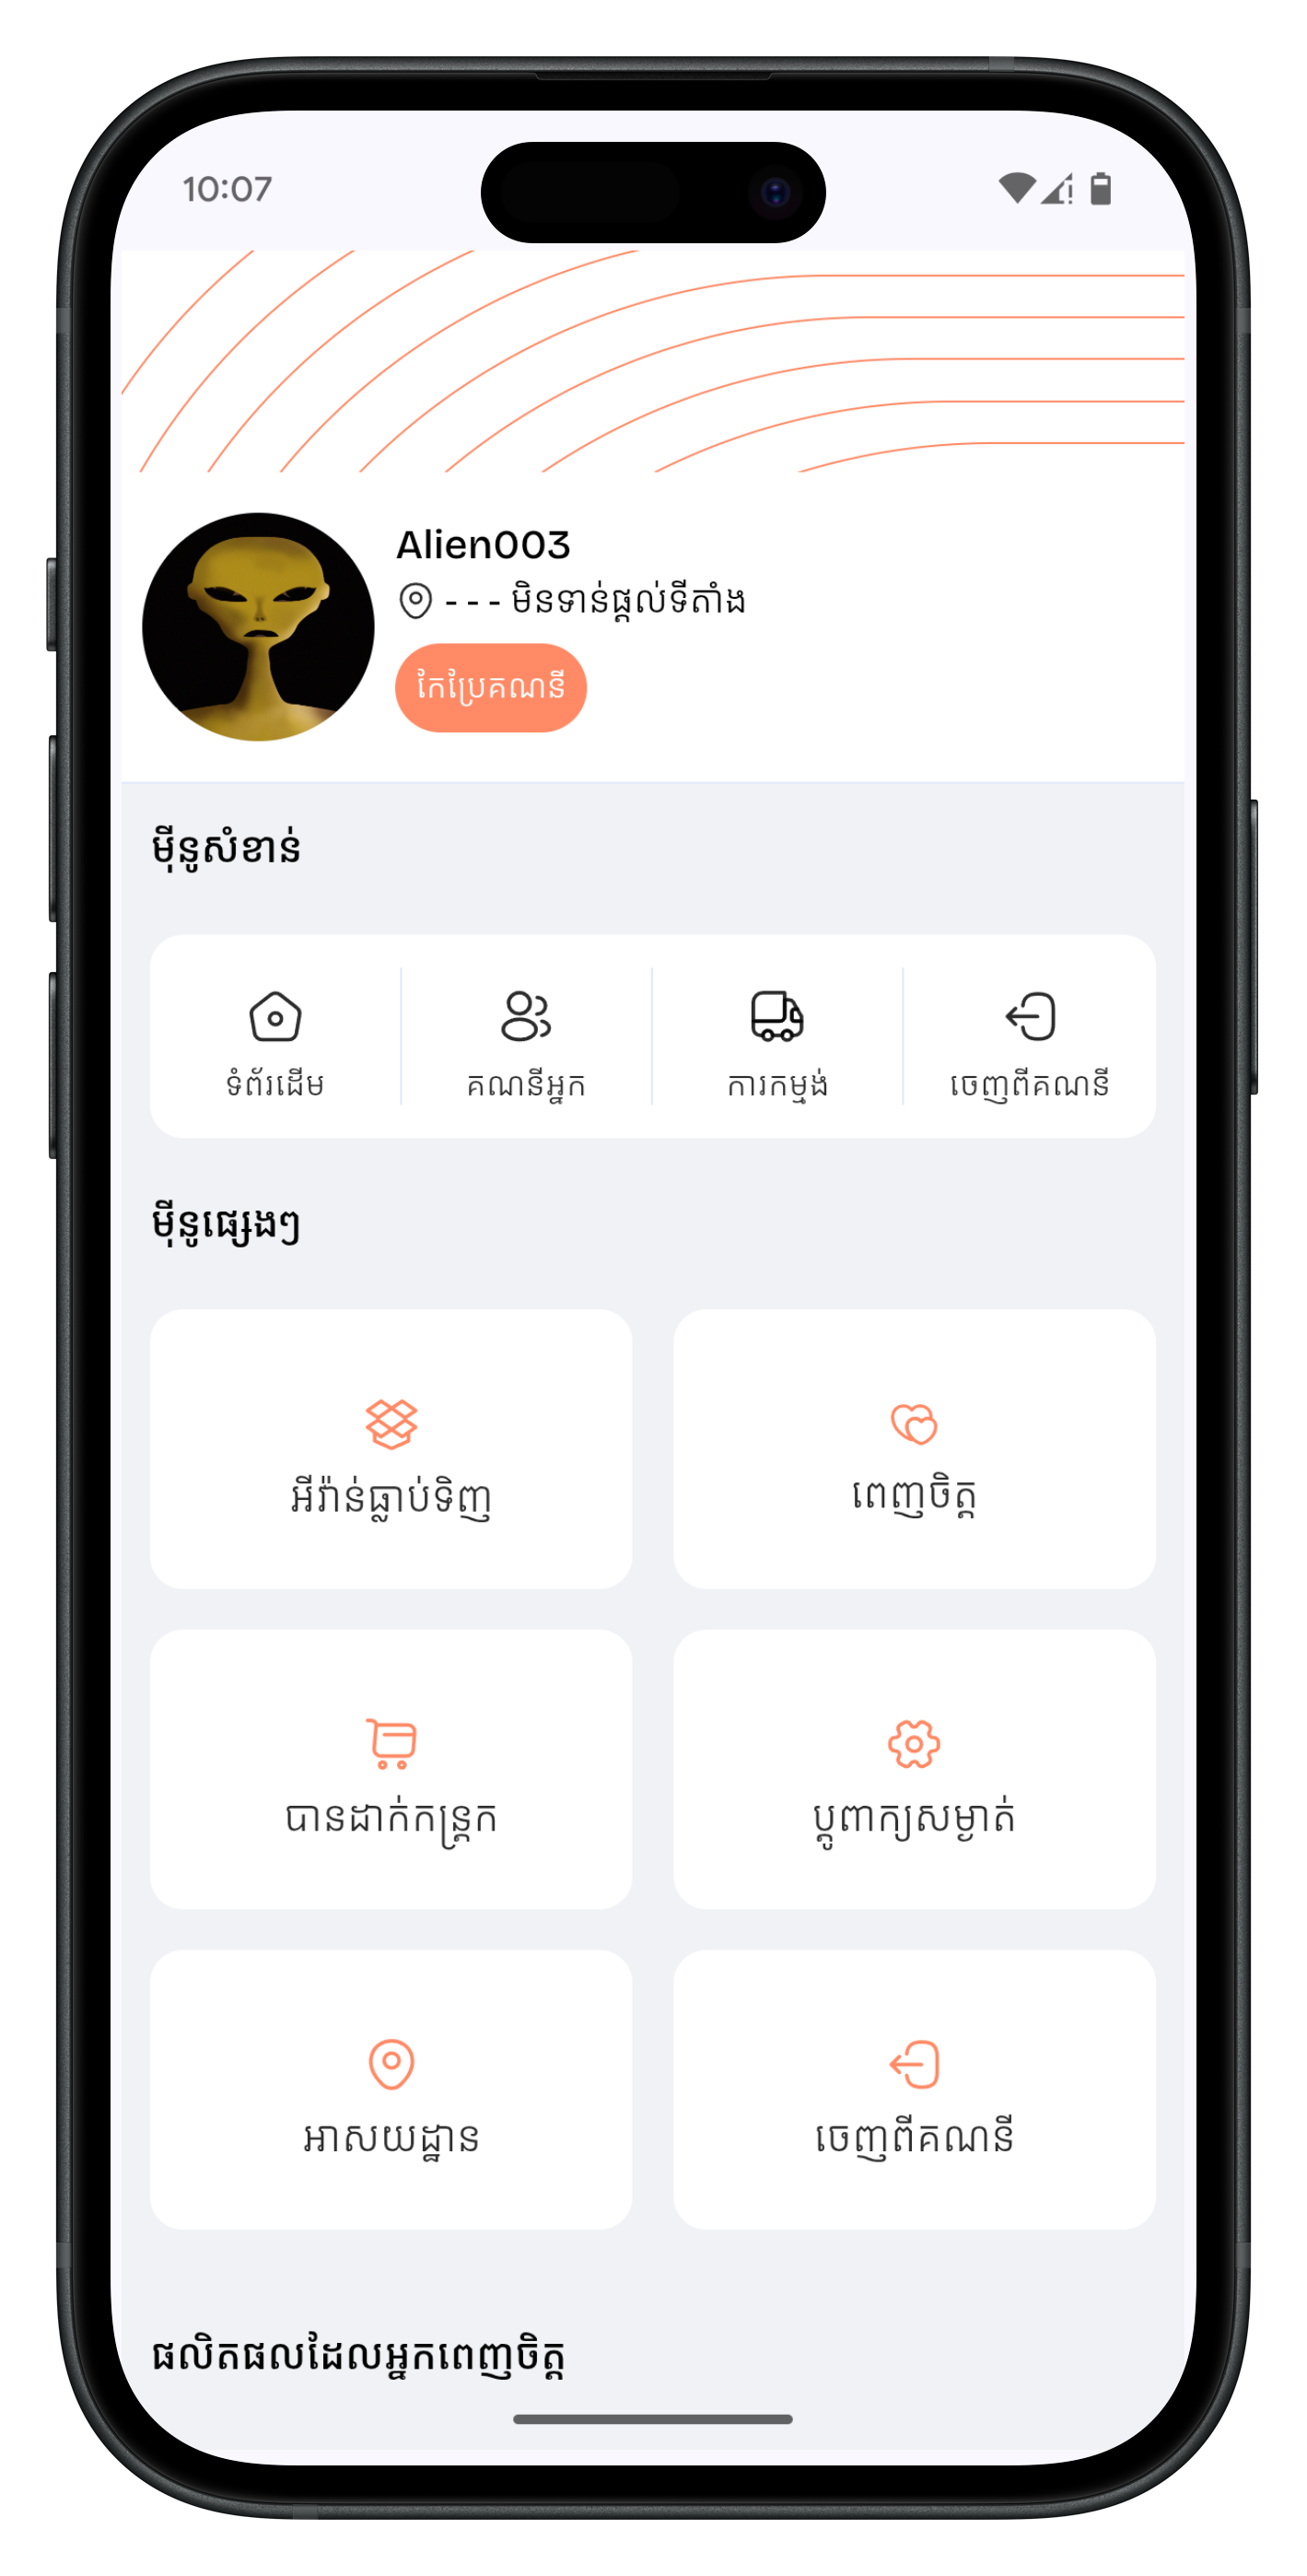 10:07
Alien003
- - - មិនទាន់ផ្ដល់ទីតាំង
កែប្រែគណនី
ម៉ីនូសំខាន់
ទំព័រដើម
គណនីអ្នក
ការកម្មង់
ចេញពីគណនី
ម៉ីនូផ្សេងៗ
អីវ៉ាន់ធ្លាប់ទិញ
ពេញចិត្ត
បានដាក់កន្ត្រក
ប្ដូពាក្យសម្ងាត់
អាសយដ្ឋាន
ចេញពីគណនី
ផលិតផលដែលអ្នកពេញចិត្ត